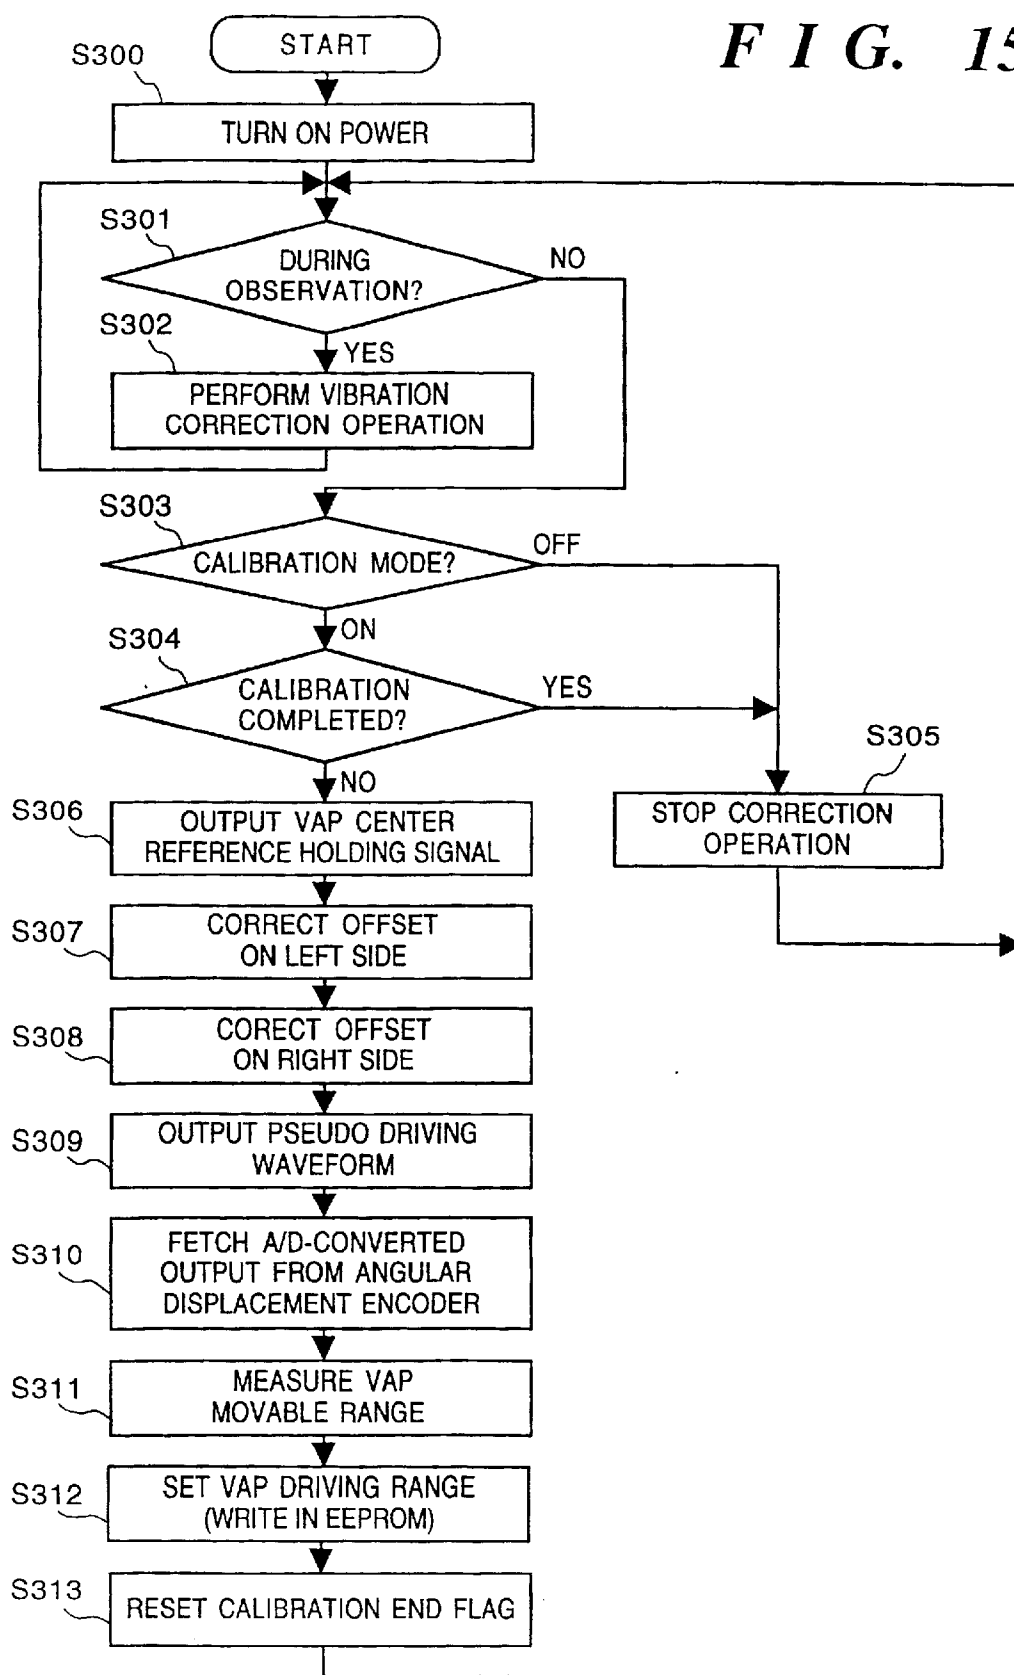 START
F I G. 15
S300
TURN ON POWER
S301
DURING
OBSERVATION?
NO
S302
YES
PERFORM VIBRATION
CORRECTION OPERATION
S303
CALIBRATION MODE?
OFF
ON
S304
CALIBRATION
COMPLETED?
YES
NO
S305
STOP CORRECTION
OPERATION
S306
OUTPUT VAP CENTER
REFERENCE HOLDING SIGNAL
S307
CORRECT OFFSET
ON LEFT SIDE
S308
CORECT OFFSET
ON RIGHT SIDE
S309
OUTPUT PSEUDO DRIVING
WAVEFORM
S310
FETCH A/D-CONVERTED
OUTPUT FROM ANGULAR
DISPLACEMENT ENCODER
S311
MEASURE VAP
MOVABLE RANGE
S312
SET VAP DRIVING RANGE
(WRITE IN EEPROM)
S313
RESET CALIBRATION END FLAG